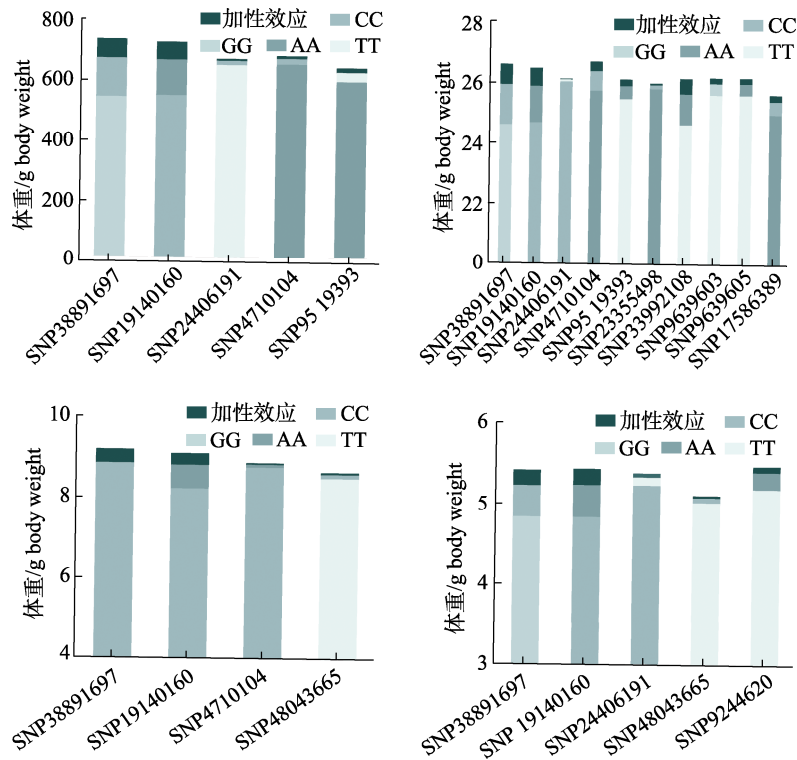 加性效应 CC
GG AA TT
800
600
400
200
0
体重/g body weight
SNP38891697
SNP19140160
SNP24406191
SNP4710104
SNP95 19393
加性效应 CC
GG AA TT
28
26
24
22
0
体重/g body weight
SNP38891697
SNP19140160
SNP24406191
SNP4710104
SNP95 19393
SNP23355498
SNP33992108
SNP9639603
SNP9639605
SNP17586389
加性效应 CC
GG AA TT
10
8
6
4
体重/g body weight
SNP38891697
SNP19140160
SNP4710104
SNP48043665
加性效应 CC
GG AA TT
6
5
4
3
体重/g body weight
SNP38891697
SNP 19140160
SNP24406191
SNP48043665
SNP9244620